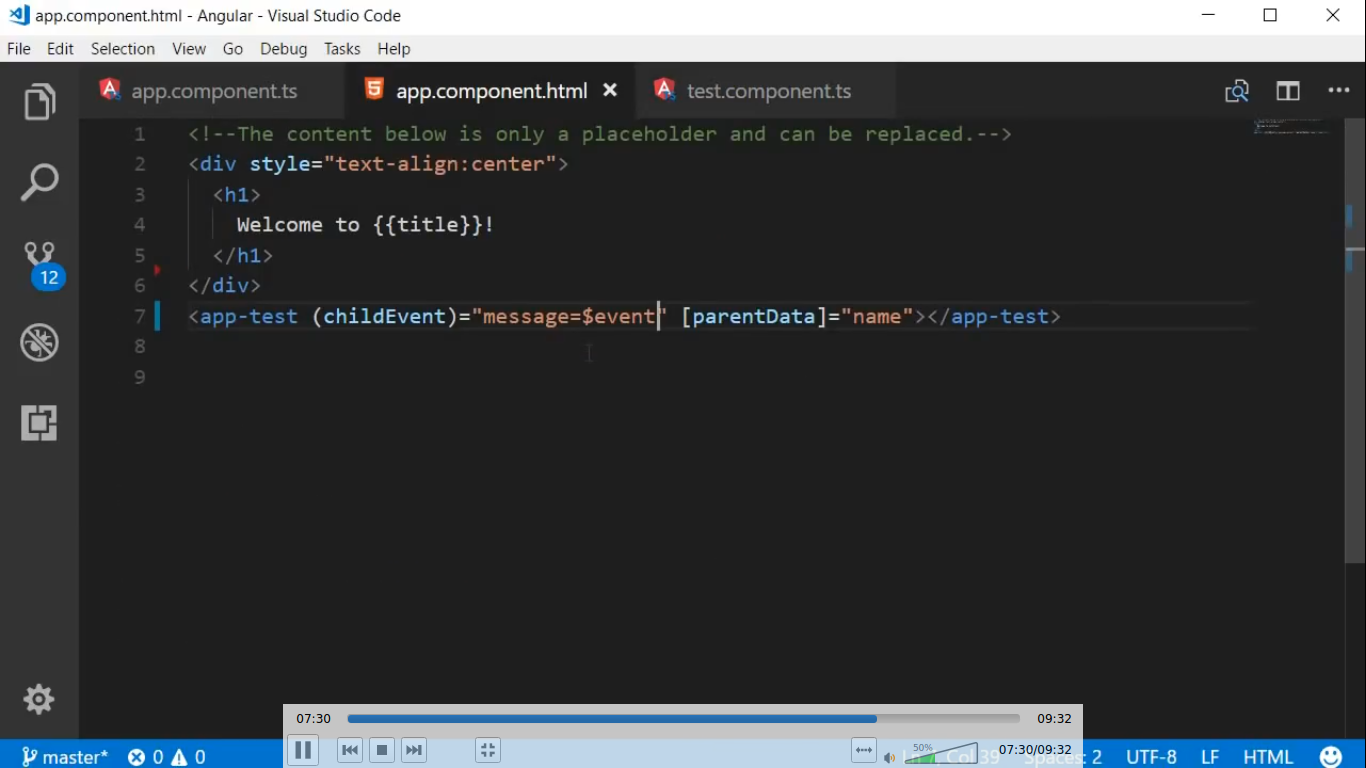 app.component.html - Angular - Visual Studio Code
File Edit Selection View Go Debug Tasks Help
app.component.ts app.component.html test.component.ts
1 <!--The content below is only a placeholder and can be replaced.-->
2 <div style="text-align:center">
3 <h1>
4 Welcome to {{title}}!
5 </h1>
12
6 </div>
7 <app-test (childEvent)="message=$event" [parentData]="name"></app-test>
8
9
07:30 09:32
50% 07:30/09:32
master* 0 0 Col 39 Spaces: 2 UTF-8 LF HTML